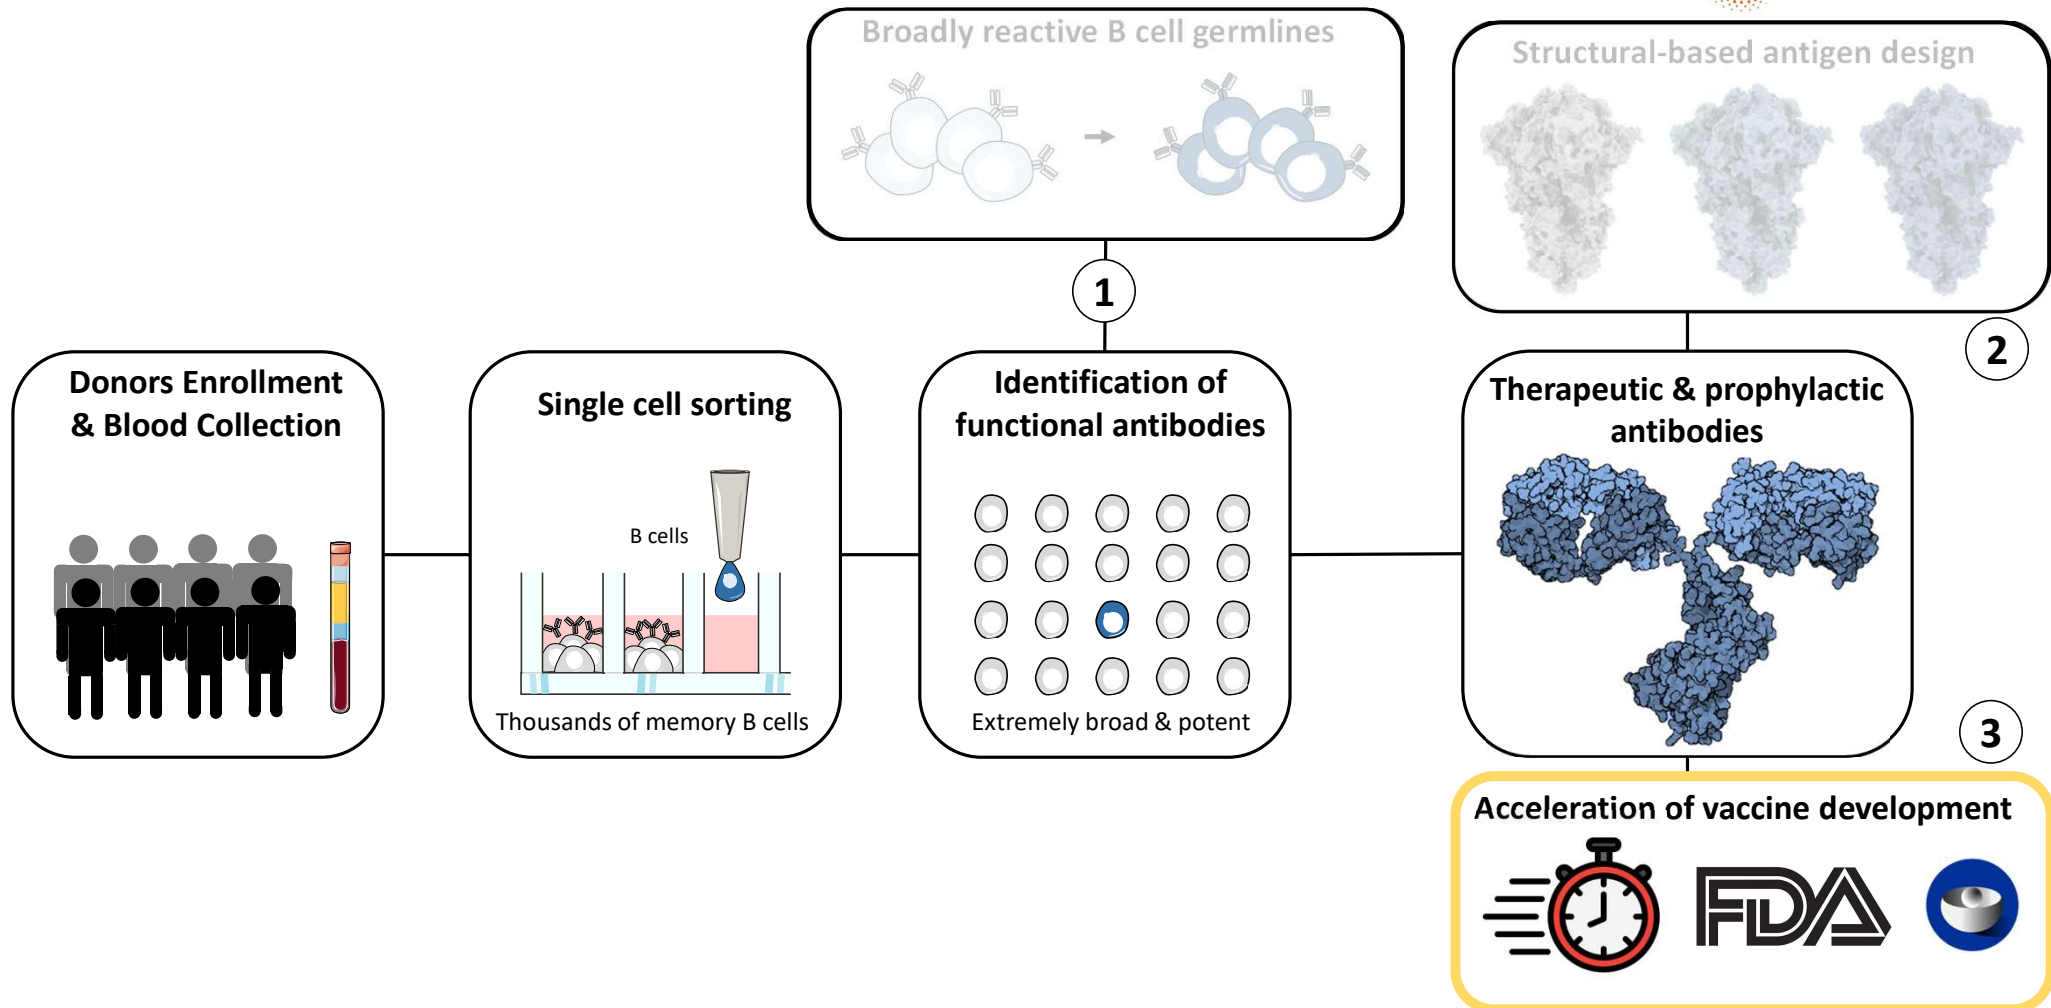 Broadly reactive B cell germlines
Structural-based antigen design
1
2
Donors Enrollment
& Blood Collection
Single cell sorting
B cells
Thousands of memory B cells
Identification of
functional antibodies
Extremely broad & potent
Therapeutic & prophylactic
antibodies
3
Acceleration of vaccine development
FDA